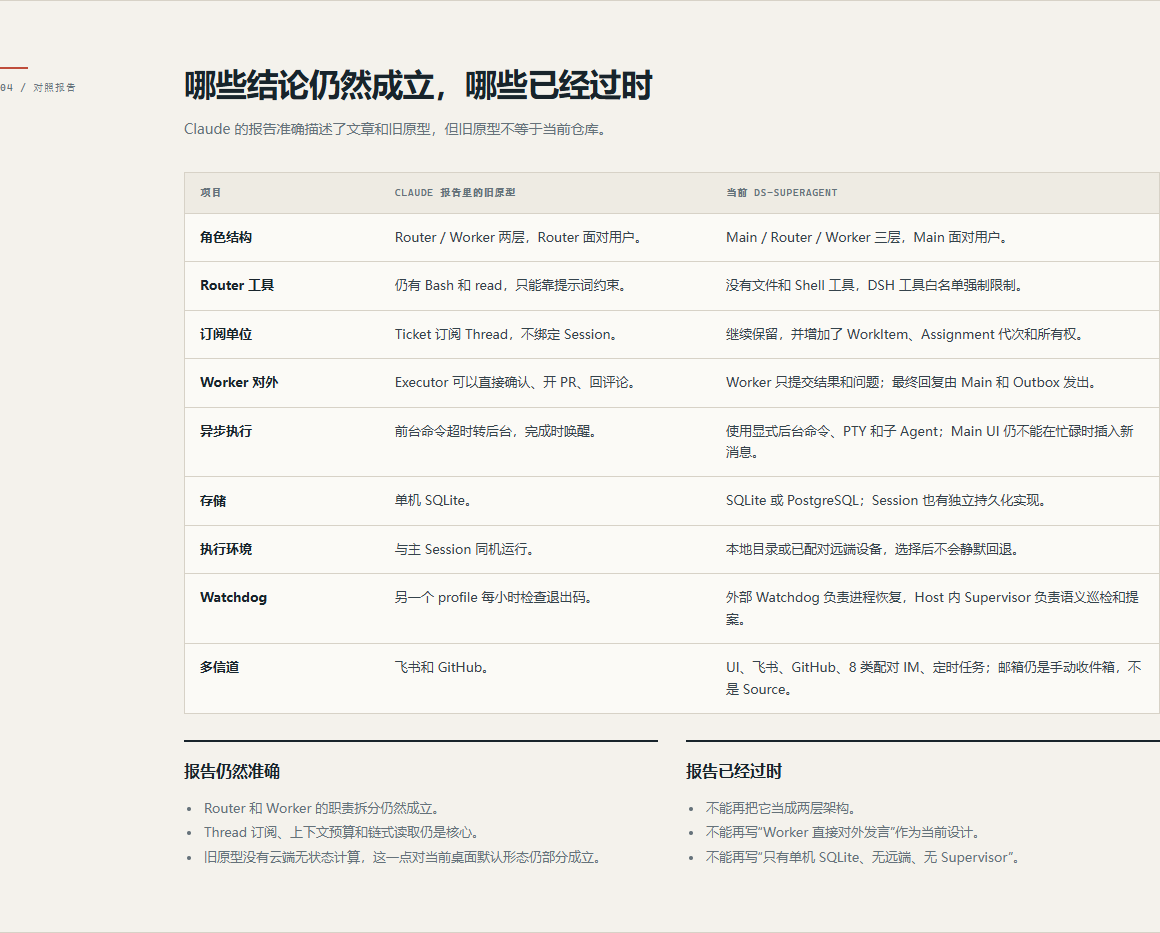 04 / 对照报告
哪些结论仍然成立，哪些已经过时
Claude 的报告准确描述了文章和旧原型，但旧原型不等于当前仓库。
项目 CLAUDE 报告里的旧原型 当前 DS-SUPERAGENT
角色结构 Router / Worker 两层，Router 面对用户。 Main / Router / Worker 三层，Main 面对用户。
Router 工具 仍有 Bash 和 read，只能靠提示词约束。 没有文件和 Shell 工具，DSH 工具白名单强制限制。
订阅单位 Ticket 订阅 Thread，不绑定 Session。 继续保留，并增加了 WorkItem、Assignment 代次和所有权。
Worker 对外 Executor 可以直接确认、开 PR、回评论。 Worker 只提交结果和问题；最终回复由 Main 和 Outbox 发出。
异步执行 前台命令超时转后台，完成时唤醒。 使用显式后台命令、PTY 和子 Agent；Main UI 仍不能在忙碌时插入新
消息。
存储 单机 SQLite。 SQLite 或 PostgreSQL；Session 也有独立持久化实现。
执行环境 与主 Session 同机运行。 本地目录或已配对远端设备，选择后不会静默回退。
Watchdog 另一个 profile 每小时检查退出码。 外部 Watchdog 负责进程恢复，Host 内 Supervisor 负责语义巡检和提
案。
多信道 飞书和 GitHub。 UI、飞书、GitHub、8 类配对 IM、定时任务；邮箱仍是手动收件箱，不
是 Source。
报告仍然准确
• Router 和 Worker 的职责拆分仍然成立。
• Thread 订阅、上下文预算和链式读取仍是核心。
• 旧原型没有云端无状态计算，这一点对当前桌面默认形态仍部分成立。
报告已经过时
• 不能再把它当成两层架构。
• 不能再写“Worker 直接对外发言”作为当前设计。
• 不能再写“只有单机 SQLite、无远端、无 Supervisor”。